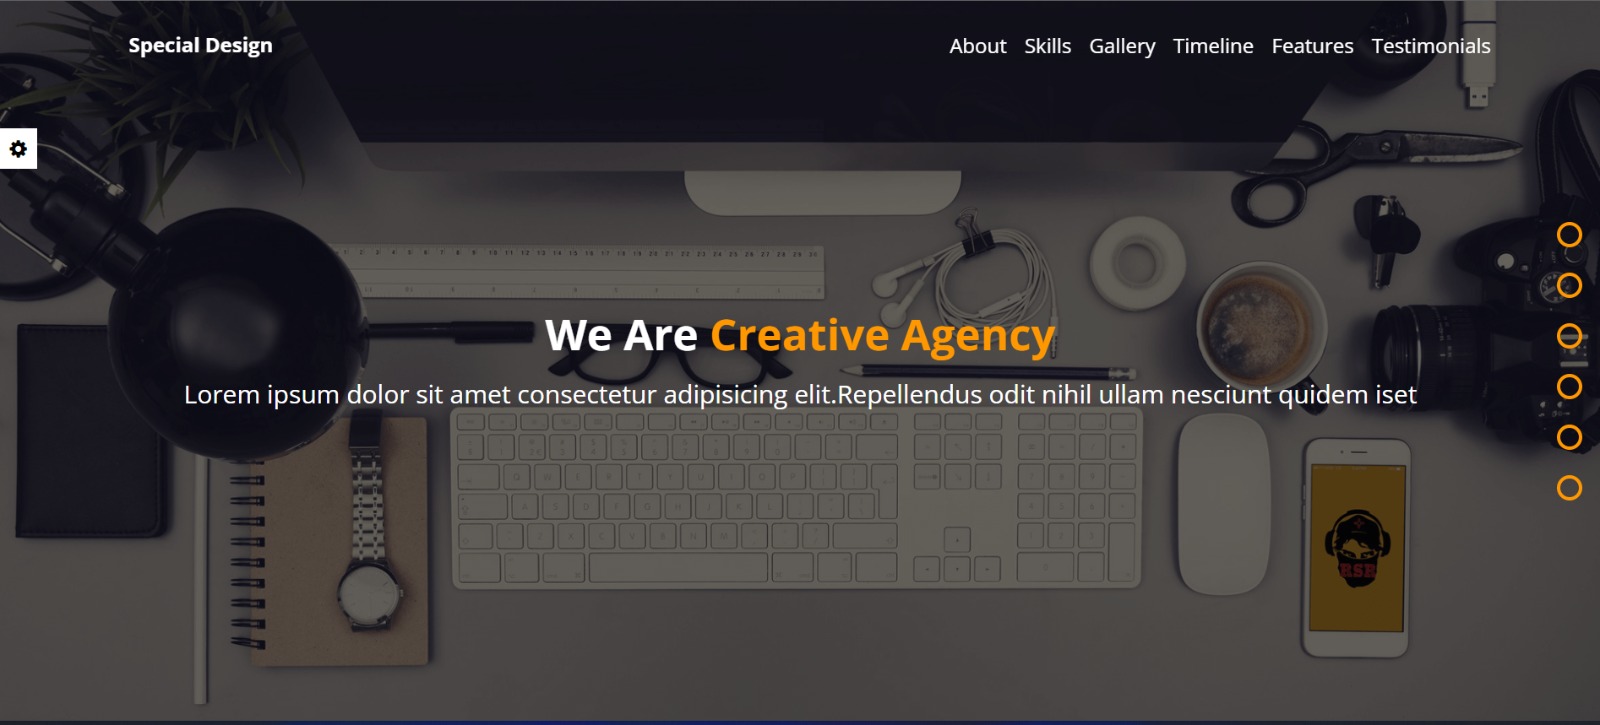 Special Design
About Skills Gallery Timeline Features Testimonials
We Are Creative Agency
Lorem ipsum dolor sit amet consectetur adipisicing elit.Repellendus odit nihil ullam nesciunt quidem iset
RSR